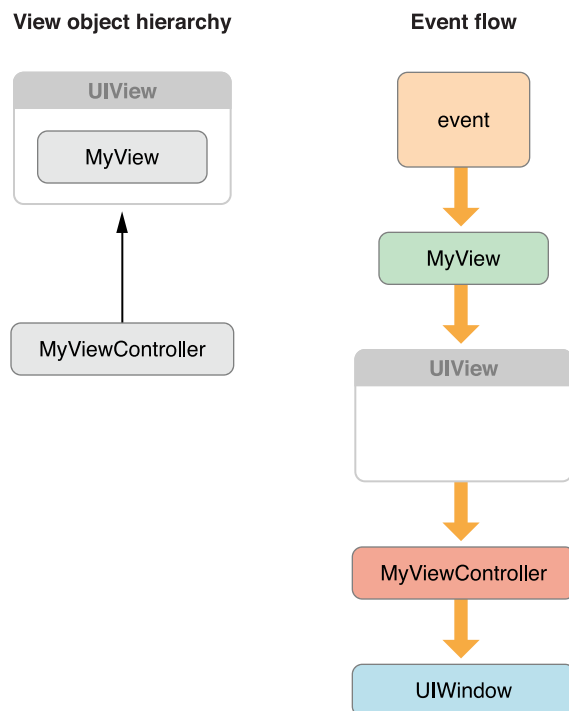 View object hierarchy
UIView
MyView
MyViewController
Event flow
event
MyView
UIView
MyViewController
UIWindow